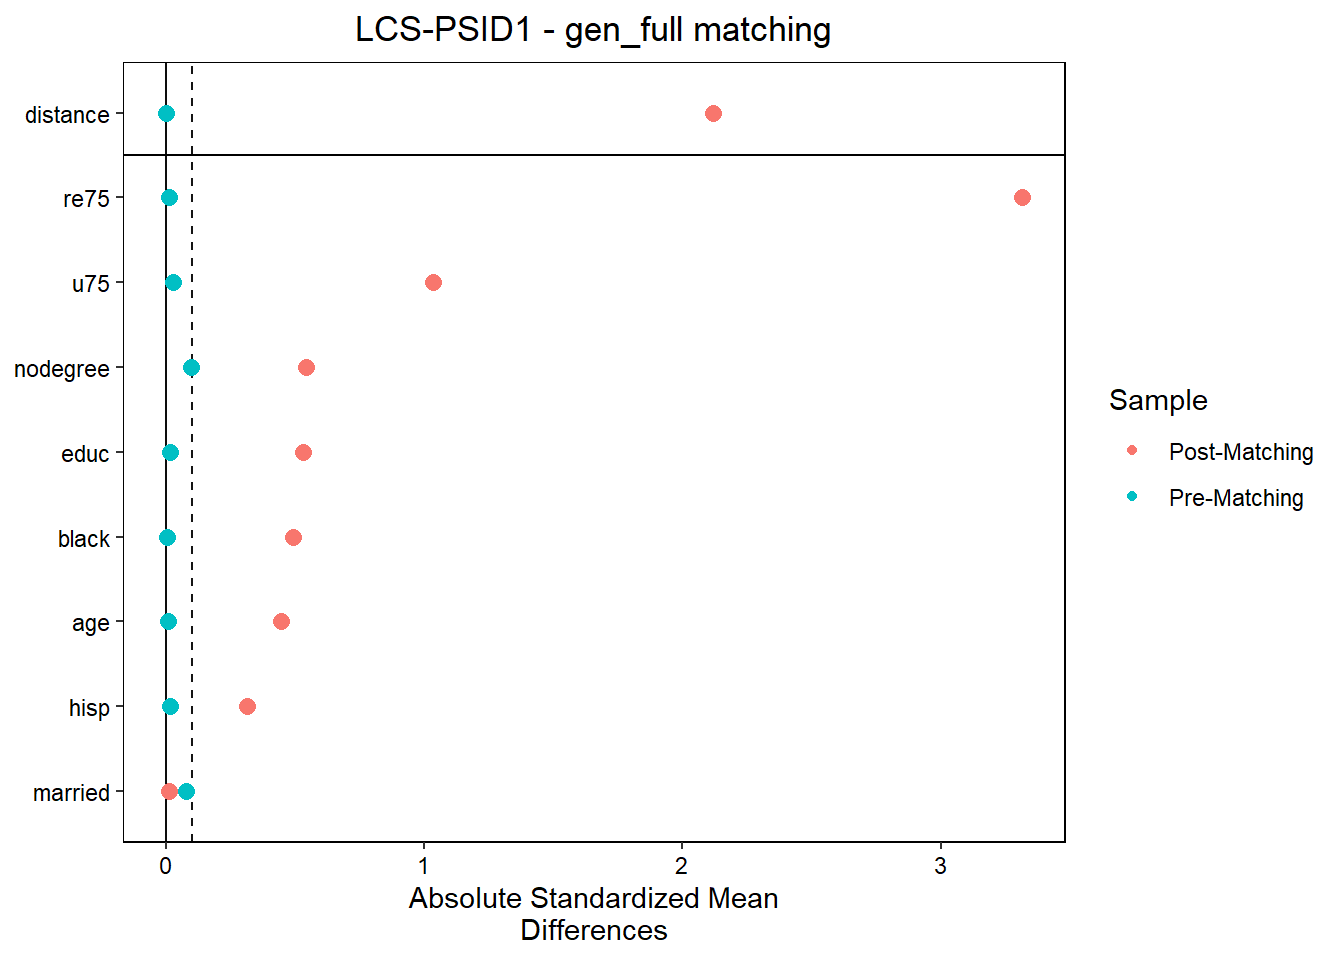 LCS-PSID1 - gen_full matching
distance
re75
u75
nodegree
educ
black
age
hisp
married
0
1
2
3
Absolute Standardized Mean
Differences
Sample
Post-Matching
Pre-Matching